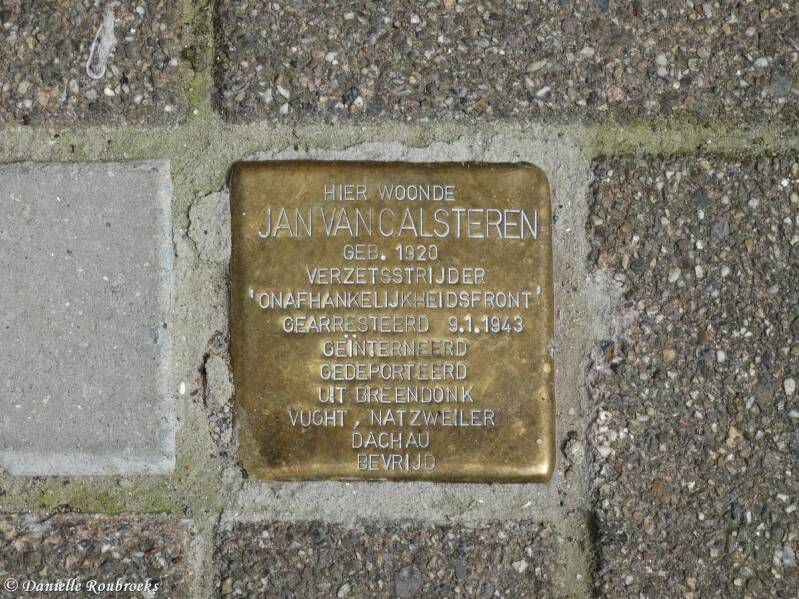 HIER WOONDE
JAN VAN CALSTEREN
GEB. 1920
VERZETSSTRIJDER
'ONAFHANKELIJKHEIDSFRONT'
GEARRESTEERD 9.1.1943
GEÏNTERNEERD
GEDEPORTEERD
UIT BREENDONK
VUGHT, NATZWEILER
DACHAU
BEVRIJD
© Danielle Roubroeks